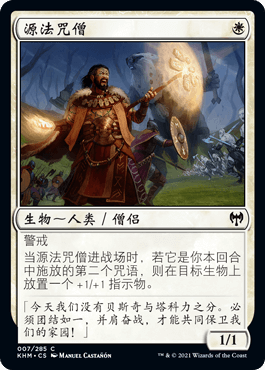 源法咒僧
生物～人类／僧侣
警戒
当源法咒僧进战场时，若它是你本回合
中施放的第二个咒语，则在目标生物上
放置一个 +1/+1 指示物。
「今天我们没有贝斯奇与塔科力之分。必
须团结如一，并肩奋战，才能共同保卫我
们的家园！」
1/1
007/285 C
KHM • CS MANUEL CASTAÑÓN
™ & © 2021 Wizards of the Coast